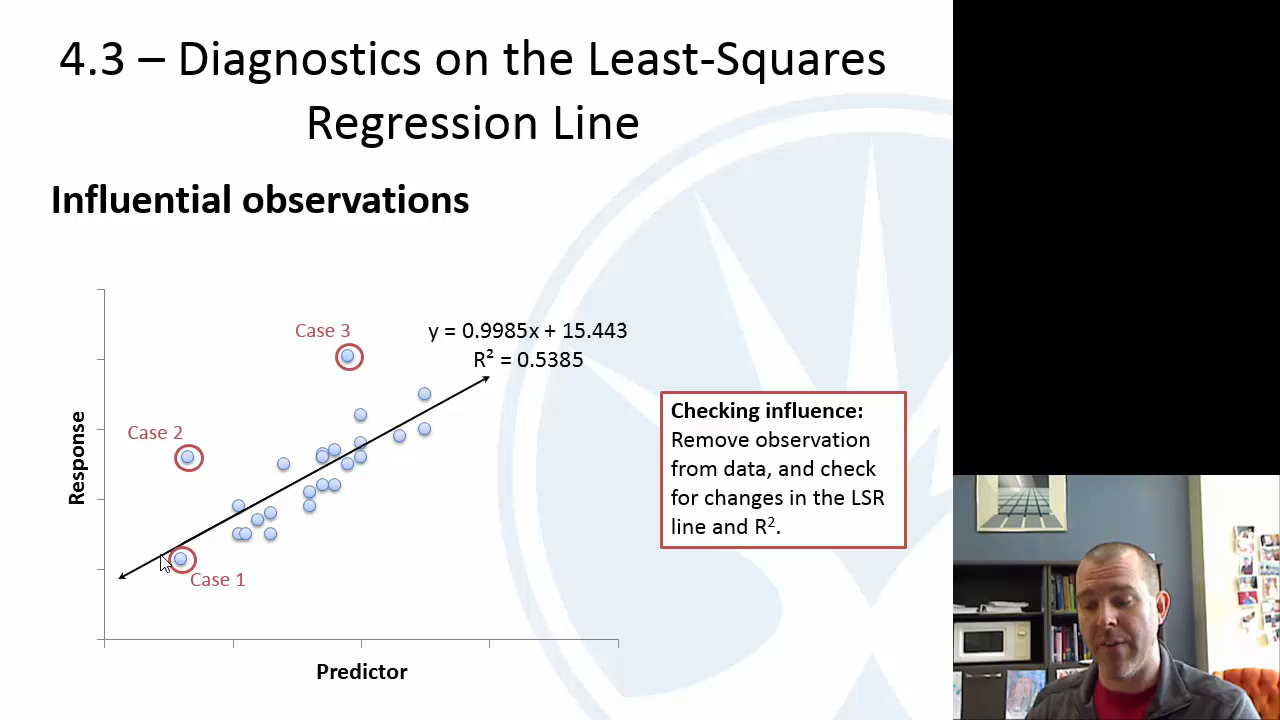 4.3 – Diagnostics on the Least-Squares
Regression Line
Influential observations
Case 3
y = 0.9985x + 15.443
R² = 0.5385
Case 2
Response
Case 1
Predictor
Checking influence:
Remove observation
from data, and check
for changes in the LSR
line and R².